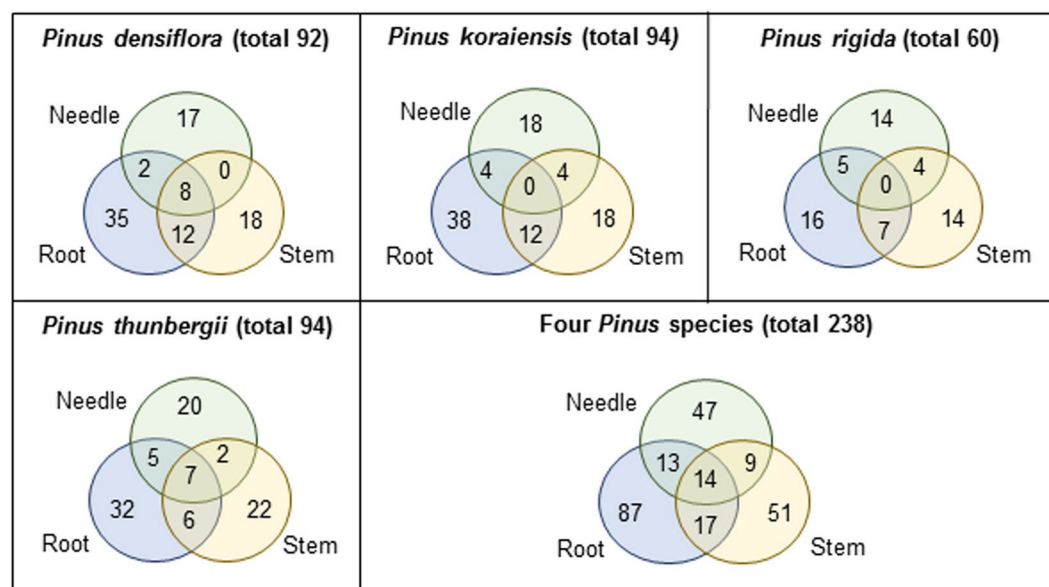 Pinus densiflora (total 92)
Needle
17
2
0
8
35
18
12
Root
Stem
Pinus koraiensis (total 94)
Needle
18
4
4
0
38
18
12
Root
Stem
Pinus rigida (total 60)
Needle
14
5
4
0
16
14
7
Root
Stem
Pinus thunbergii (total 94)
Needle
20
5
2
7
32
22
6
Root
Stem
Four Pinus species (total 238)
Needle
47
13
9
14
87
51
17
Root
Stem